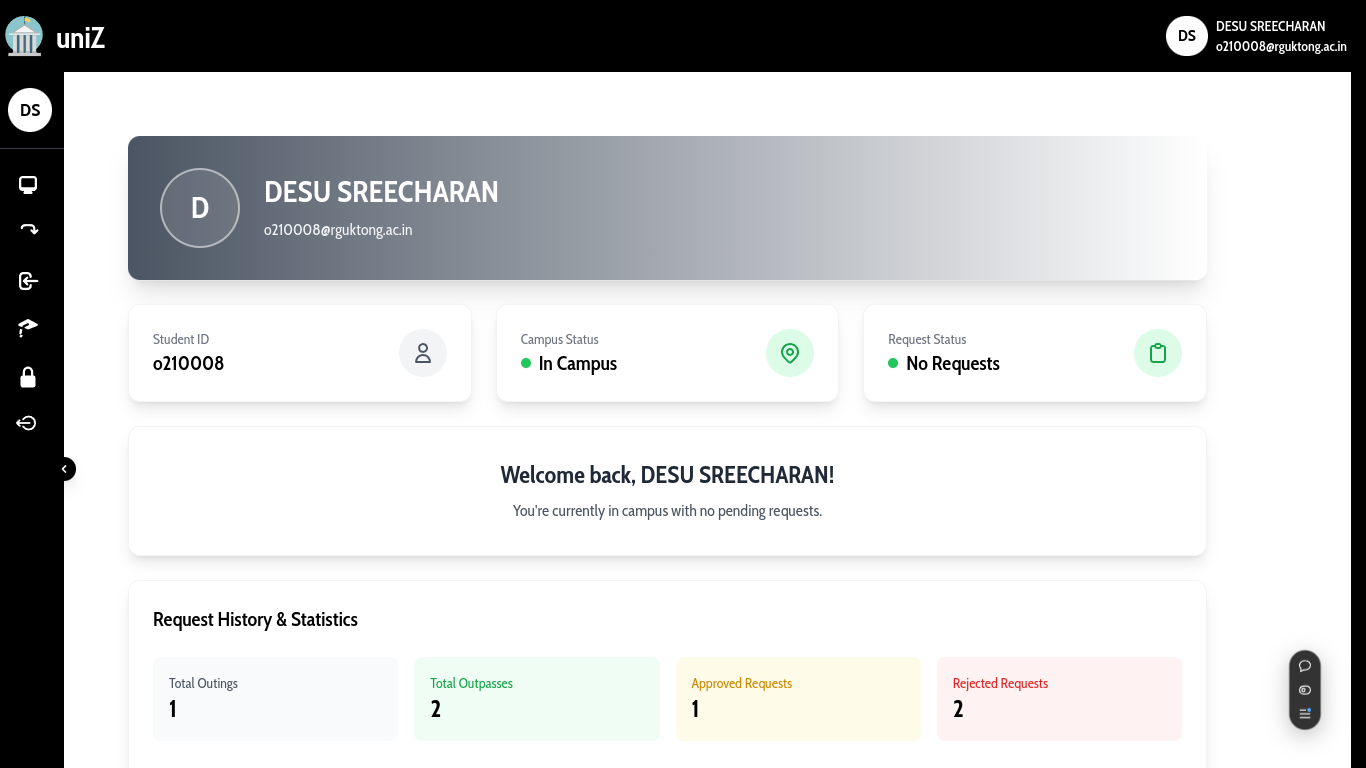 uniZ
DS
DESU SREECHARAN
o210008@rguktong.ac.in
DS
D
DESU SREECHARAN
o210008@rguktong.ac.in
Student ID
o210008
Campus Status
In Campus
Request Status
No Requests
Welcome back, DESU SREECHARAN!
You're currently in campus with no pending requests.
Request History & Statistics
Total Outings
1
Total Outpasses
2
Approved Requests
1
Rejected Requests
2